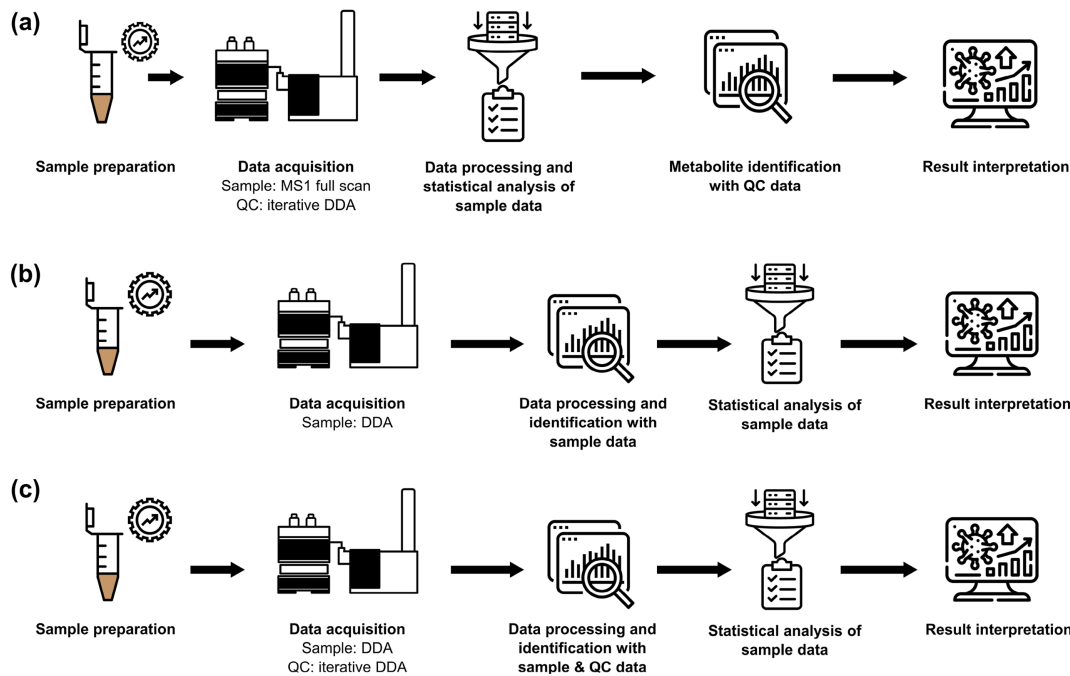 (a)
Sample preparation
Data acquisition
Sample: MS1 full scan
QC: iterative DDA
Data processing and
statistical analysis of
sample data
Metabolite identification
with QC data
Result interpretation
(b)
Sample preparation
Data acquisition
Sample: DDA
Data processing and
identification with
sample data
Statistical analysis of
sample data
Result interpretation
(c)
Sample preparation
Data acquisition
Sample: DDA
QC: iterative DDA
Data processing and
identification with
sample & QC data
Statistical analysis of
sample data
Result interpretation